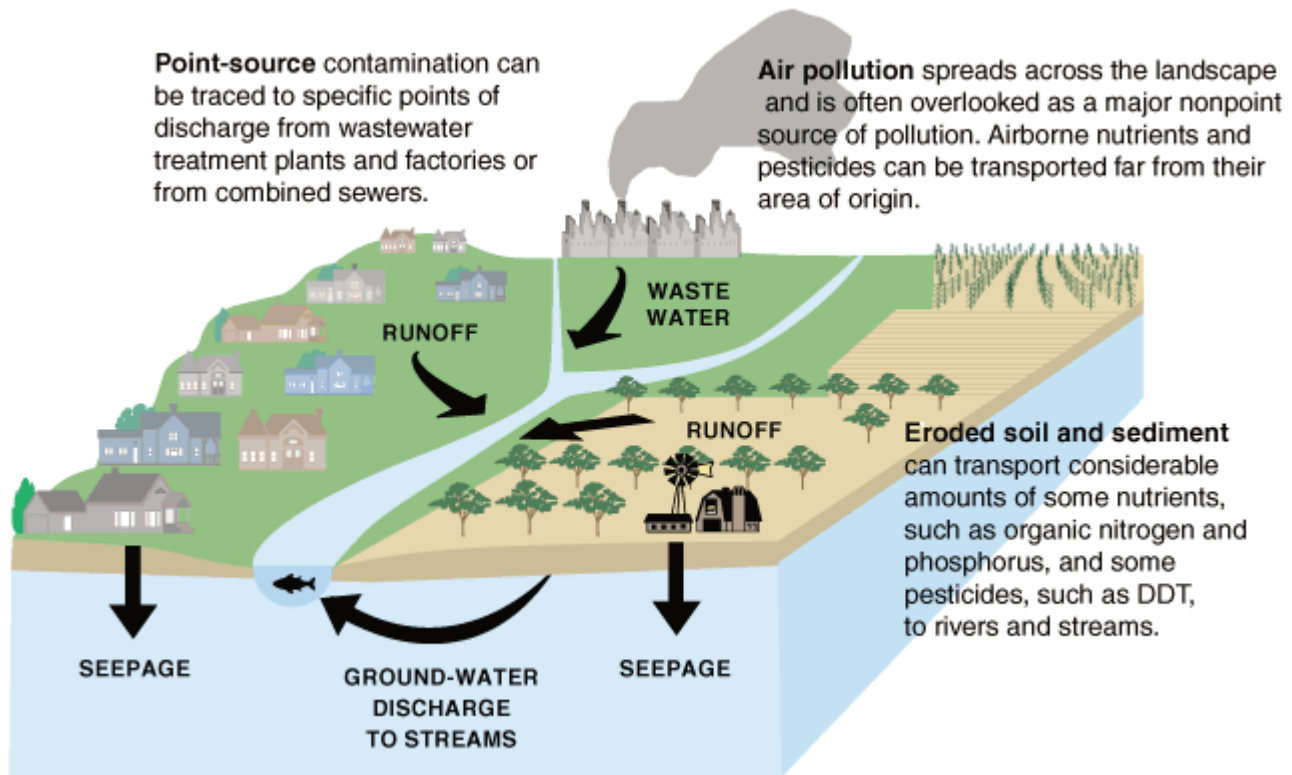 Point-source contamination can
be traced to specific points of
discharge from wastewater
treatment plants and factories or
from combined sewers.
Air pollution spreads across the landscape
and is often overlooked as a major nonpoint
source of pollution. Airborne nutrients and
pesticides can be transported far from their
area of origin.
WASTE
WATER
RUNOFF
RUNOFF
Eroded soil and sediment
can transport considerable
amounts of some nutrients,
such as organic nitrogen and
phosphorus, and some
pesticides, such as DDT,
to rivers and streams.
SEEPAGE
GROUND-WATER
DISCHARGE
TO STREAMS
SEEPAGE